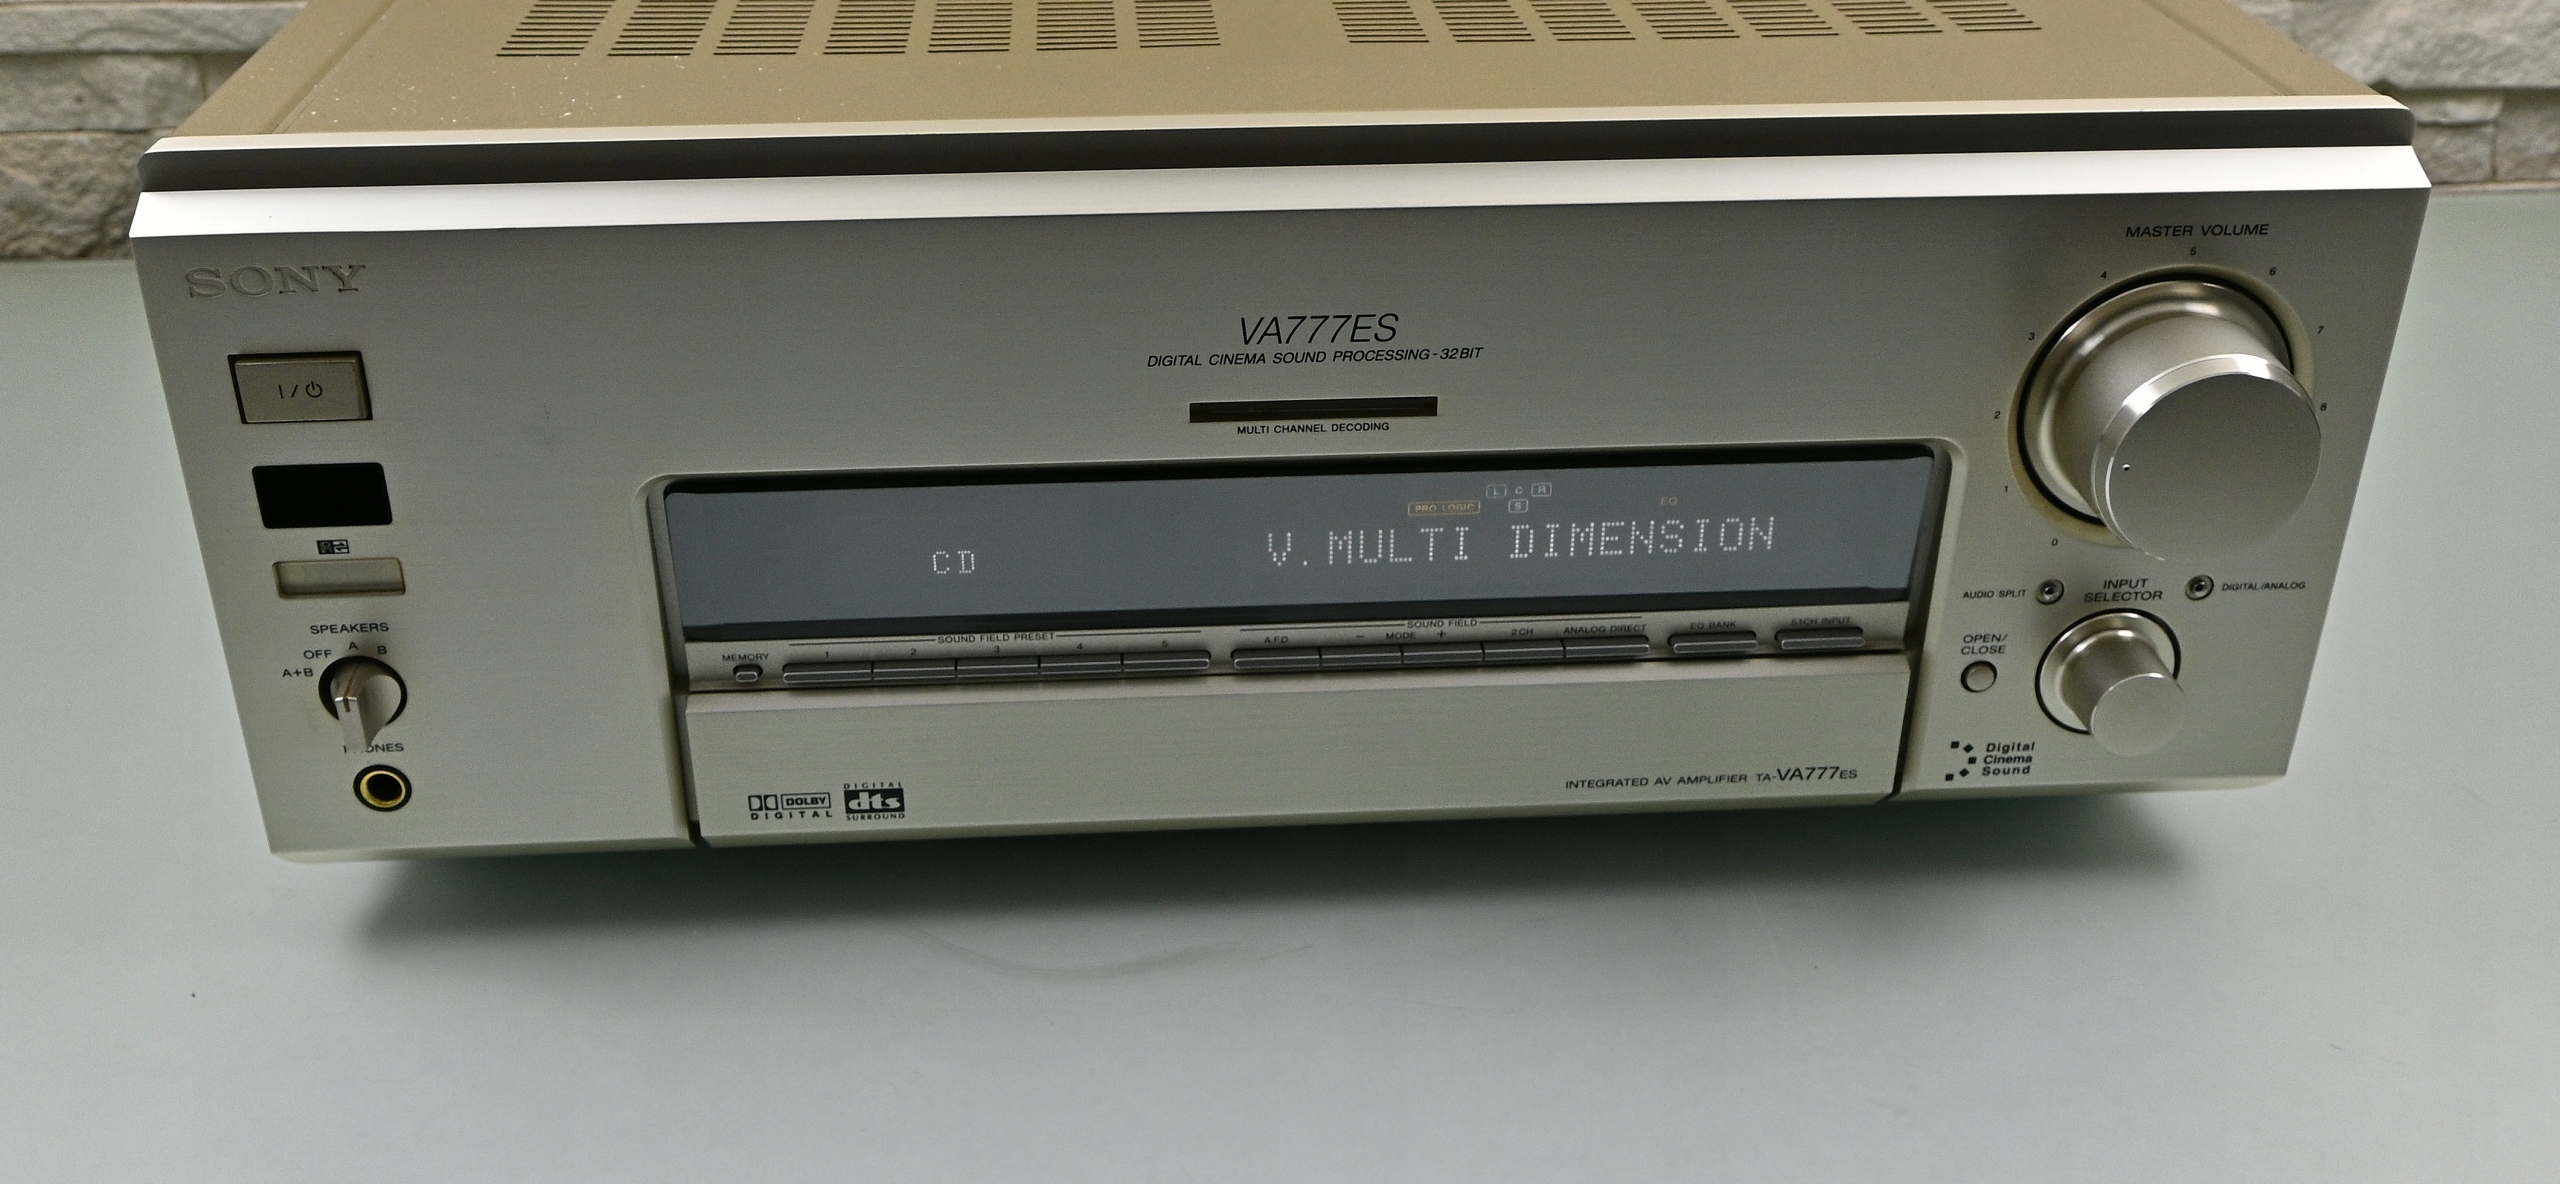 SONY
I/⏻
SPEAKERS
A
OFF
B
A+B
PHONES
VA777ES
DIGITAL CINEMA SOUND PROCESSING-32BIT
MULTI CHANNEL DECODING
L C R
PRO LOGIC
S
EQ
CD
V.MULTI DIMENSION
MEMORY
SOUND FIELD PRESET
1 2 3 4 5
SOUND FIELD
A.F.D. − MODE + 2CH ANALOG DIRECT
EQ BANK
5.1CH INPUT
DOLBY
DIGITAL
DIGITAL
dts
SURROUND
INTEGRATED AV AMPLIFIER TA-VA777ES
MASTER VOLUME
0 1 2 3 4 5 6 7 8
AUDIO SPLIT
INPUT
SELECTOR
DIGITAL/ANALOG
OPEN/
CLOSE
Digital
Cinema
Sound